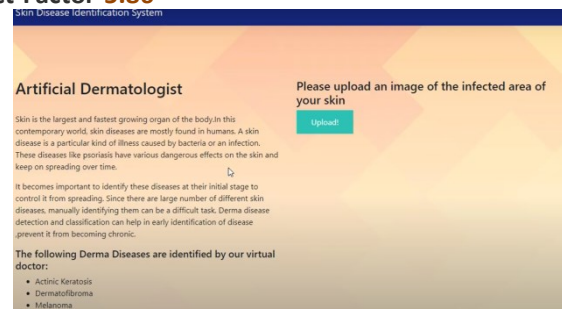 ct Factor 5.86
Skin Disease Identification System
Artificial Dermatologist
Skin is the largest and fastest growing organ of the body.In this
contemporary world, skin diseases are mostly found in humans. A skin
disease is a particular kind of illness caused by bacteria or an infection.
These diseases like psoriasis have various dangerous effects on the skin and
keep on spreading over time.
It becomes important to identify these diseases at their initial stage to
control it from spreading. Since there are large number of different skin
diseases, manually identifying them can be a difficult task. Derma disease
detection and classification can help in early identification of disease
,prevent it from becoming chronic.
The following Derma Diseases are identified by our virtual
doctor:
• Actinic Keratosis
• Dermatofibroma
• Melanoma
Please upload an image of the infected area of
your skin
Upload!